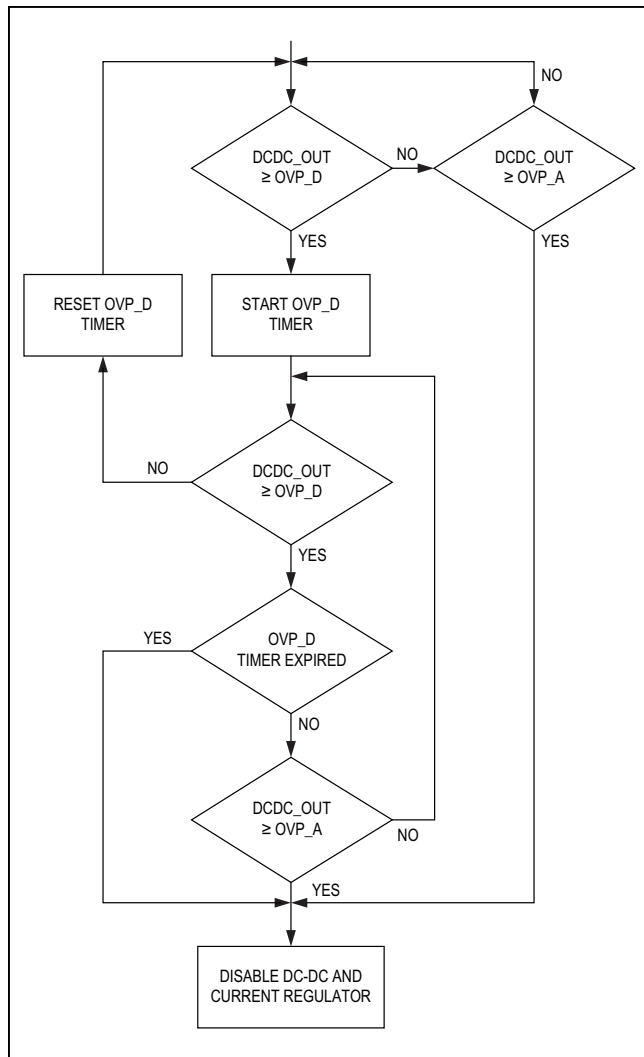 NO
DCDC_OUT
≥ OVP_D
NO
DCDC_OUT
≥ OVP_A
YES
YES
RESET OVP_D
TIMER
START OVP_D
TIMER
NO
DCDC_OUT
≥ OVP_D
YES
YES
OVP_D
TIMER EXPIRED
NO
DCDC_OUT
≥ OVP_A
NO
YES
DISABLE DC-DC AND
CURRENT REGULATOR